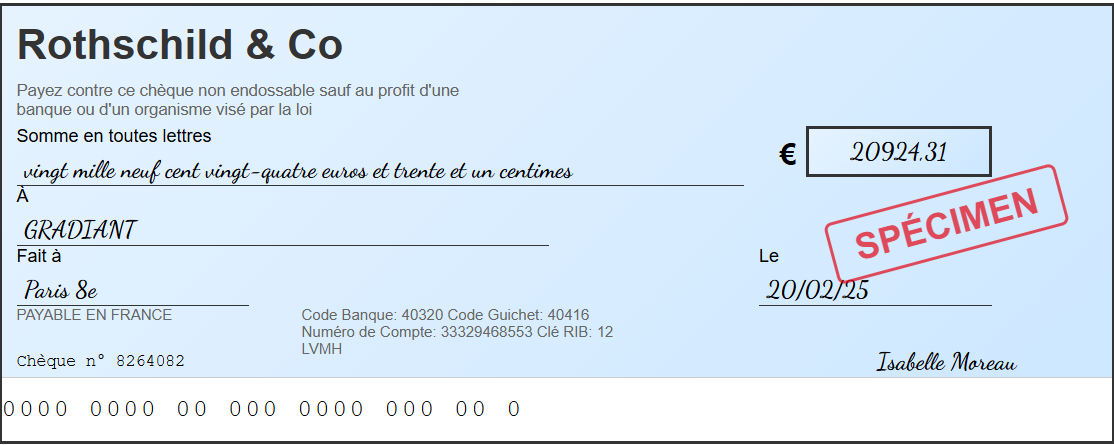 Rothschild & Co
Payez contre ce chèque non endossable sauf au profit d'une
banque ou d'un organisme visé par la loi
Somme en toutes lettres
vingt mille neuf cent vingt-quatre euros et trente et un centimes
€ 20924.31
À
GRADIANT
SPÉCIMEN
Fait à
Paris 8e
Le
20/02/25
PAYABLE EN FRANCE
Code Banque: 40320 Code Guichet: 40416
Numéro de Compte: 33329468553 Clé RIB: 12
LVMH
Chèque n° 8264082
Isabelle Moreau
0000 0000 00 000 0000 000 00 0